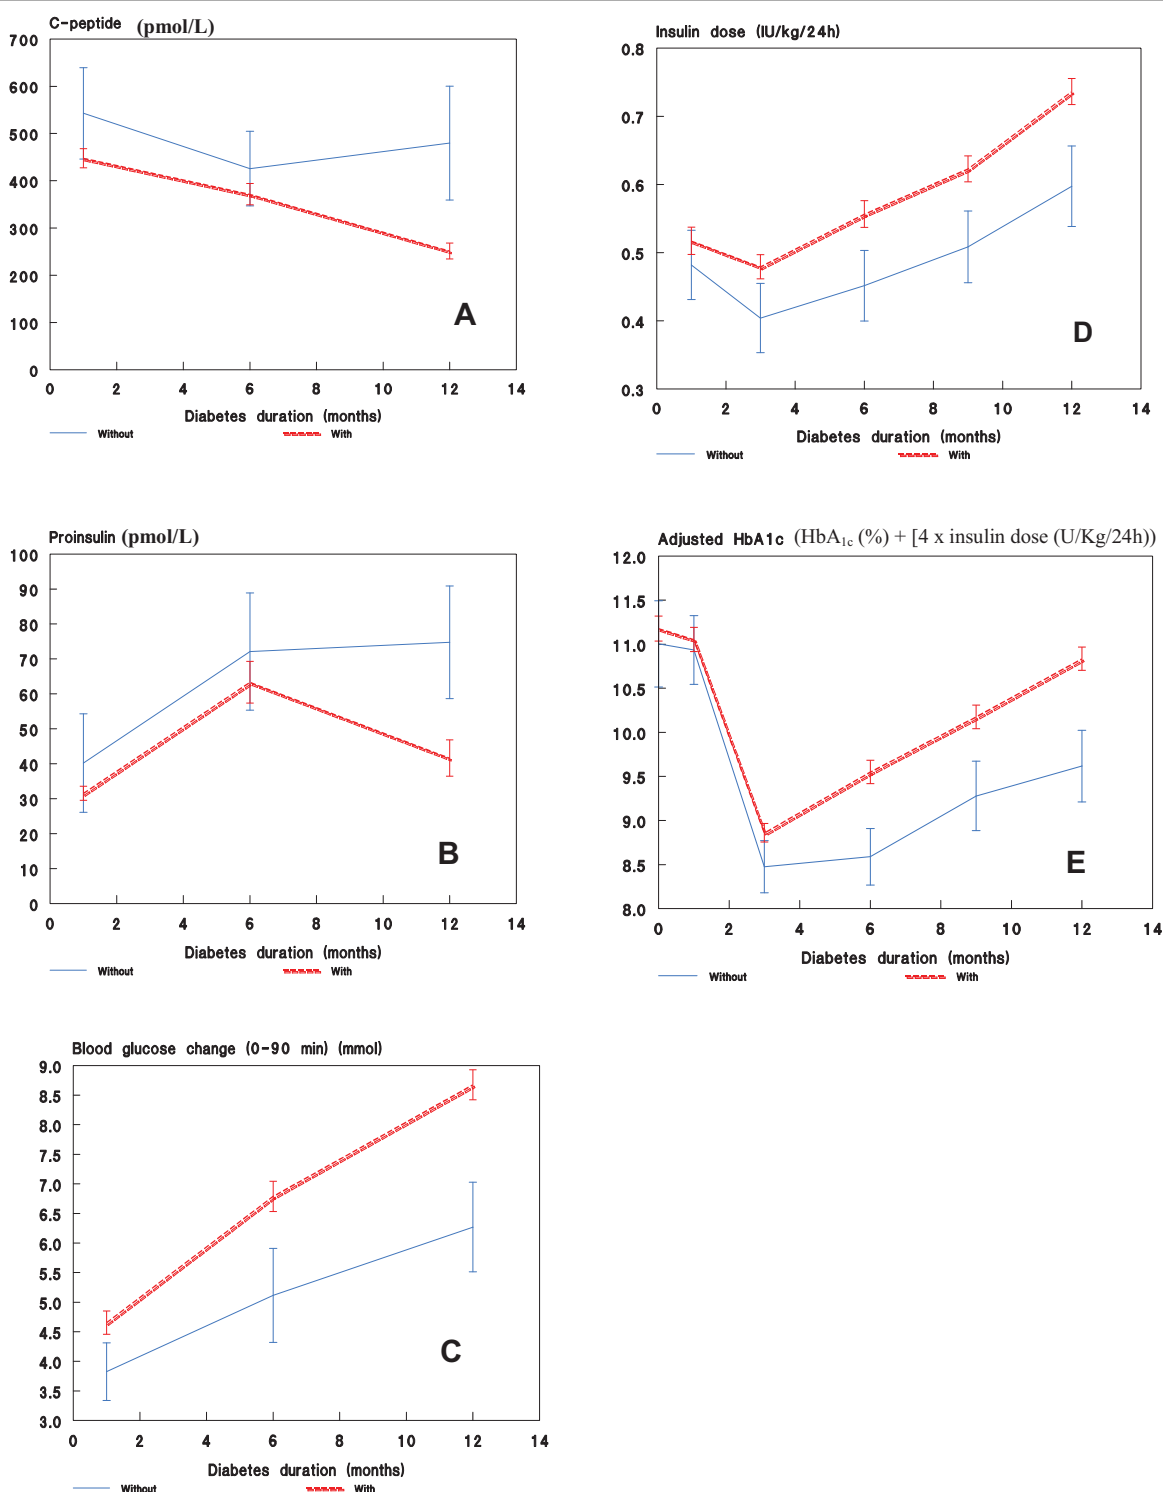 C-peptide (pmol/L)
700
600
500
400
300
200
100
0
A
0 2 4 6 8 10 12 14
Diabetes duration (months)
Without With
Insulin dose (IU/kg/24h)
0.8
0.7
0.6
0.5
0.4
0.3
D
0 2 4 6 8 10 12 14
Diabetes duration (months)
Without With
Proinsulin (pmol/L)
100
90
80
70
60
50
40
30
20
10
0
B
0 2 4 6 8 10 12 14
Diabetes duration (months)
Without With
Adjusted HbA1c (HbA1c (%) + [4 x insulin dose (U/Kg/24h))
12.0
11.5
11.0
10.5
10.0
9.5
9.0
8.5
8.0
E
0 2 4 6 8 10 12 14
Diabetes duration (months)
Without With
Blood glucose change (0-90 min) (mmol)
9.0
8.5
8.0
7.5
7.0
6.5
6.0
5.5
5.0
4.5
4.0
3.5
3.0
C
0 2 4 6 8 10 12 14
Diabetes duration (months)
Without With